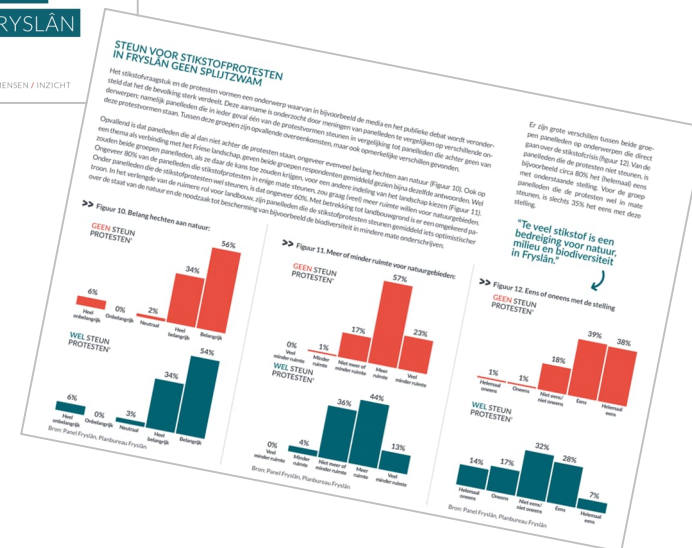 RYSLÂN
MENSEN / INZICHT
STEUN VOOR STIKSTOFPROTESTEN
IN FRYSLÂN GEEN SPLIJTZWAM
Het stikstofvraagstuk en de protesten vormen een onderwerp waarvan in bijvoorbeeld de media en het publieke debat wordt veronder-
steld dat het de bevolking sterk verdeelt. Deze aanname is onderzocht door meningen van panelleden te vergelijken op verschillende on-
derwerpen; namelijk panelleden die in ieder geval één van de protestvormen steunen in vergelijking tot panelleden die achter geen van
deze protestvormen staan. Tussen deze groepen zijn opvallende overeenkomsten, maar ook opmerkelijke verschillen gevonden.
Opvallend is dat panelleden die al dan niet achter de protesten staan, ongeveer evenveel belang hechten aan natuur (Figuur 10). Ook op
een thema als verbinding met het Friese landschap, geven beide groepen respondenten gemiddeld gezien bijna dezelfde antwoorden. Wel
zouden beide groepen panelleden, als ze daar de kans toe zouden krijgen, voor een andere indeling van het landschap kiezen (Figuur 11).
Ongeveer 80% van de panelleden die stikstofprotesten in enige mate steunen, zou graag (veel) meer ruimte willen voor natuurgebieden.
Onder panelleden die de stikstofprotesten wel steunen, is dat ongeveer 60%. Met betrekking tot landbouwgrond is er een omgekeerd pa-
troon. In het verlengde van de ruimere rol voor landbouw, zijn panelleden die de stikstofprotesten steunen gemiddeld iets optimistischer
over de staat van de natuur en de noodzaak tot bescherming van bijvoorbeeld de biodiversiteit in mindere mate onderschrijven.
Er zijn grote verschillen tussen beide groe-
pen panelleden op onderwerpen die direct
gaan over de stikstofcrisis (figuur 12). Van de
panelleden die de protesten niet steunen, is
bijvoorbeeld circa 80% het (helemaal) eens
met onderstaande stelling. Voor de groep
panelleden die de protesten wel in mate
steunen, is slechts 35% het eens met deze
stelling.
"Te veel stikstof is een
bedreiging voor natuur,
milieu en biodiversiteit
in Fryslân."
>> Figuur 10. Belang hechten aan natuur:
GEEN STEUN
PROTESTEN*
6%
0%
2%
34%
56%
Heel
onbelangrijk
Onbelangrijk
Neutraal
Heel
belangrijk
Belangrijk
WEL STEUN
PROTESTEN*
6%
0%
3%
34%
54%
Heel
onbelangrijk
Onbelangrijk
Neutraal
Heel
belangrijk
Belangrijk
Bron: Panel Fryslân, Planbureau Fryslân
>> Figuur 11. Meer of minder ruimte voor natuurgebieden:
GEEN STEUN
PROTESTEN*
0%
1%
17%
57%
23%
Veel
minder ruimte
Minder
ruimte
Niet meer of
minder ruimte
Meer
ruimte
Veel
minder ruimte
WEL STEUN
PROTESTEN*
0%
4%
36%
44%
13%
Veel
minder ruimte
Minder
ruimte
Niet meer of
minder ruimte
Meer
ruimte
Veel
minder ruimte
Bron: Panel Fryslân, Planbureau Fryslân
>> Figuur 12. Eens of oneens met de stelling
GEEN STEUN
PROTESTEN*
1%
1%
18%
39%
38%
Helemaal
oneens
Oneens
Niet eens/
niet oneens
Eens
Helemaal
eens
WEL STEUN
PROTESTEN*
14%
17%
32%
28%
7%
Helemaal
oneens
Oneens
Niet eens/
niet oneens
Eens
Helemaal
eens
Bron: Panel Fryslân, Planbureau Fryslân